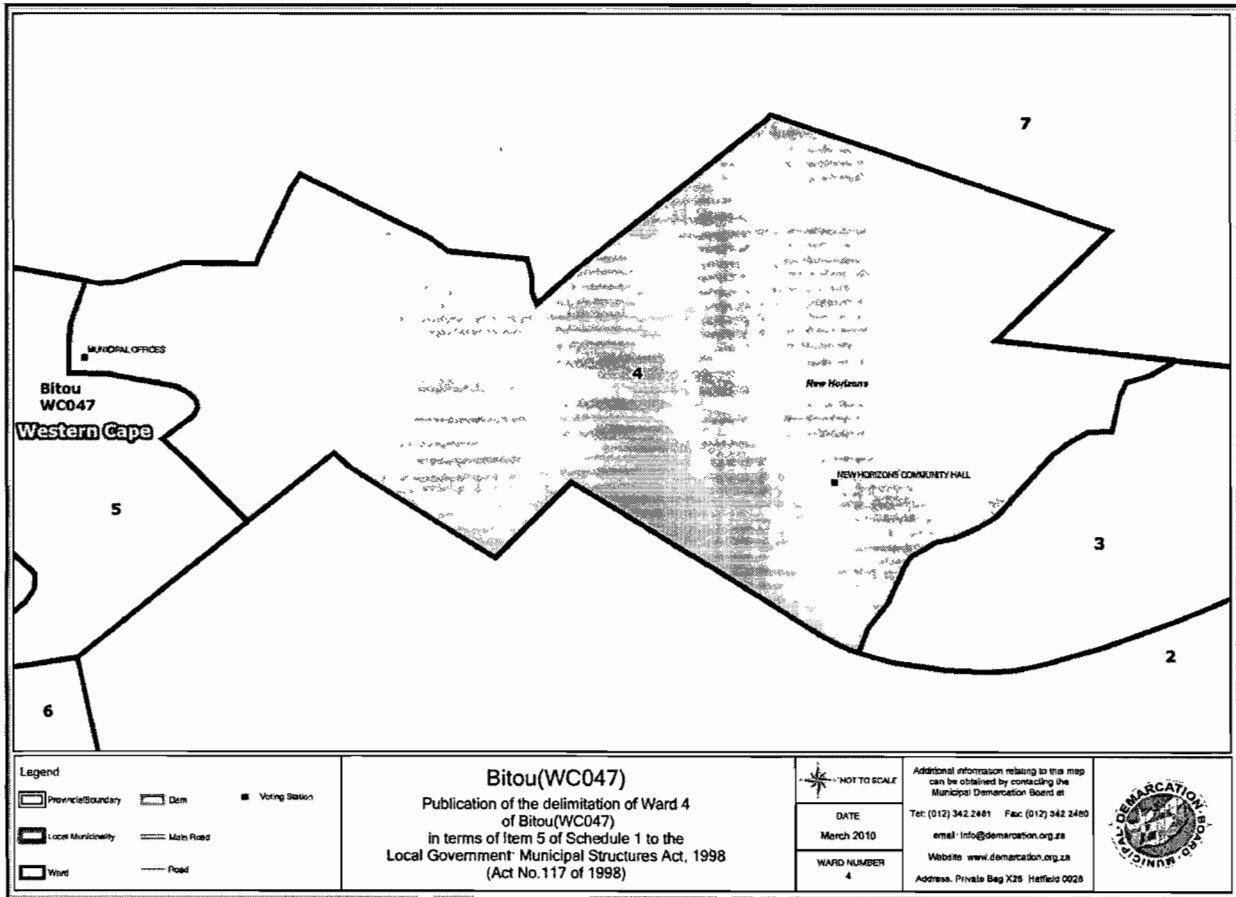 7
MUNICIPAL OFFICES
4
Bitou
WC047
New Horizons
Western Cape
NEW HORIZONS COMMUNITY HALL
5
3
2
6
Legend
Provincial Boundary
Dam
Voting Station
Local Municipality
Main Road
Ward
Road
Bitou(WC047)
Publication of the delimitation of Ward 4
of Bitou(WC047)
in terms of Item 5 of Schedule 1 to the
Local Government: Municipal Structures Act, 1998
(Act No.117 of 1998)
NOT TO SCALE
DATE
March 2010
WARD NUMBER
4
Additional information relating to this map
can be obtained by contacting the
Municipal Demarcation Board at
Tel: (012) 342 2481 Fax: (012) 342 2480
email: info@demarcation.org.za
Website www.demarcation.org.za
Address. Private Bag X28 Hatfield 0028
MUNICIPAL DEMARCATION BOARD